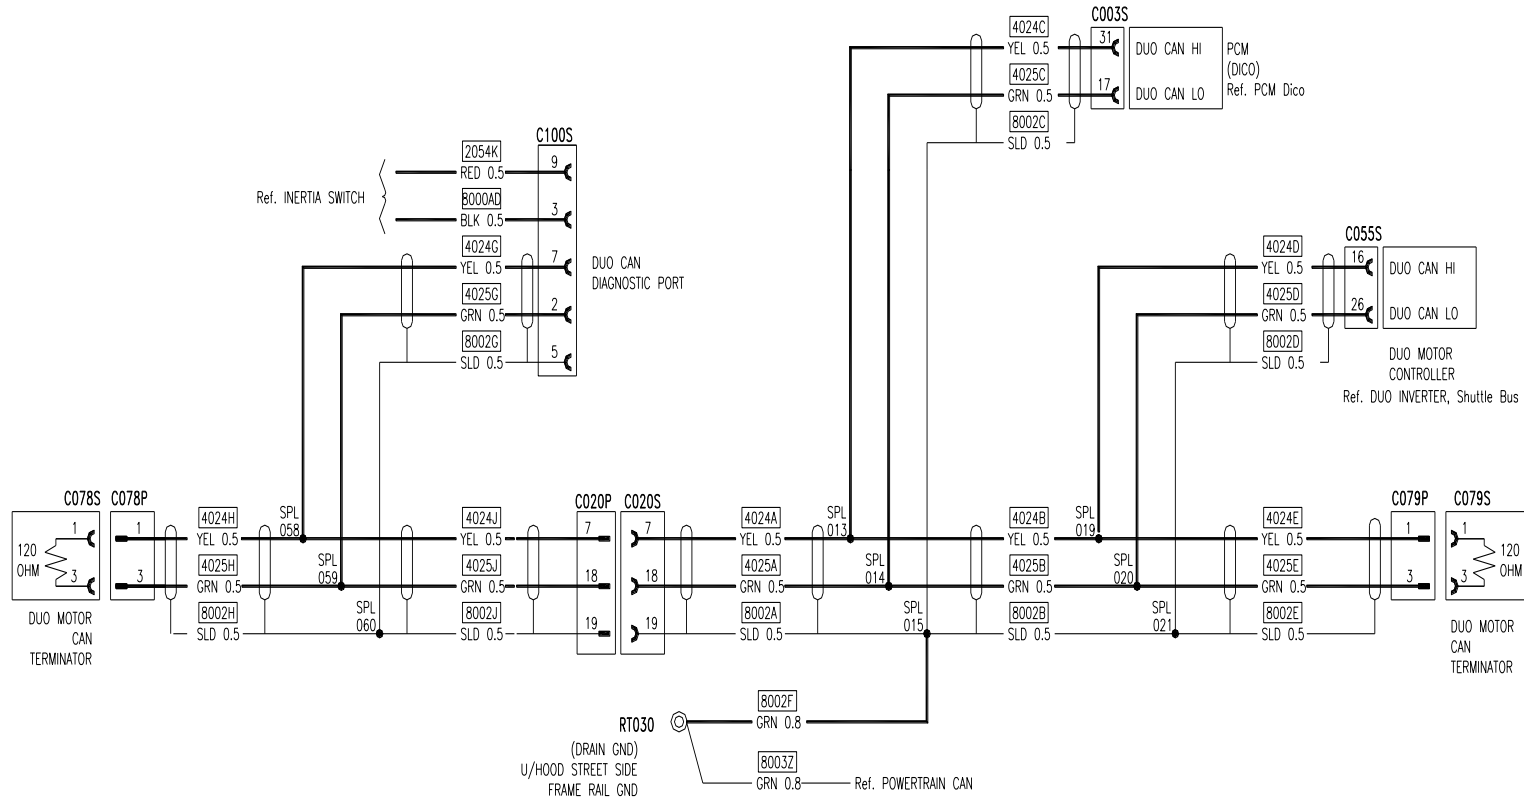 C003S
4024C
YEL 0.5
31
DUO CAN HI
PCM
(DICO)
Ref. PCM Dico
4025C
GRN 0.5
17
DUO CAN LO
8002C
SLD 0.5
C100S
2054K
RED 0.5
9
Ref. INERTIA SWITCH
8000AD
BLK 0.5
3
4024G
YEL 0.5
7
DUO CAN
DIAGNOSTIC PORT
4025G
GRN 0.5
2
8002G
SLD 0.5
5
C055S
4024D
YEL 0.5
16
DUO CAN HI
4025D
GRN 0.5
26
DUO CAN LO
8002D
SLD 0.5
DUO MOTOR
CONTROLLER
Ref. DUO INVERTER, Shuttle Bus
C078S
C078P
C020P
C020S
C079P
C079S
1
1
4024H
YEL 0.5
SPL
058
4024J
YEL 0.5
7
7
4024A
YEL 0.5
SPL
013
4024B
YEL 0.5
SPL
019
4024E
YEL 0.5
1
1
120
OHM
3
3
4025H
GRN 0.5
SPL
059
4025J
GRN 0.5
18
18
4025A
GRN 0.5
SPL
014
4025B
GRN 0.5
SPL
020
4025E
GRN 0.5
3
3
120
OHM
DUO MOTOR
CAN
TERMINATOR
8002H
SLD 0.5
SPL
060
8002J
SLD 0.5
19
19
8002A
SLD 0.5
SPL
015
8002B
SLD 0.5
SPL
021
8002E
SLD 0.5
DUO MOTOR
CAN
TERMINATOR
RT030
(DRAIN GND)
U/HOOD STREET SIDE
FRAME RAIL GND
8002F
GRN 0.8
8003Z
GRN 0.8
Ref. POWERTRAIN CAN